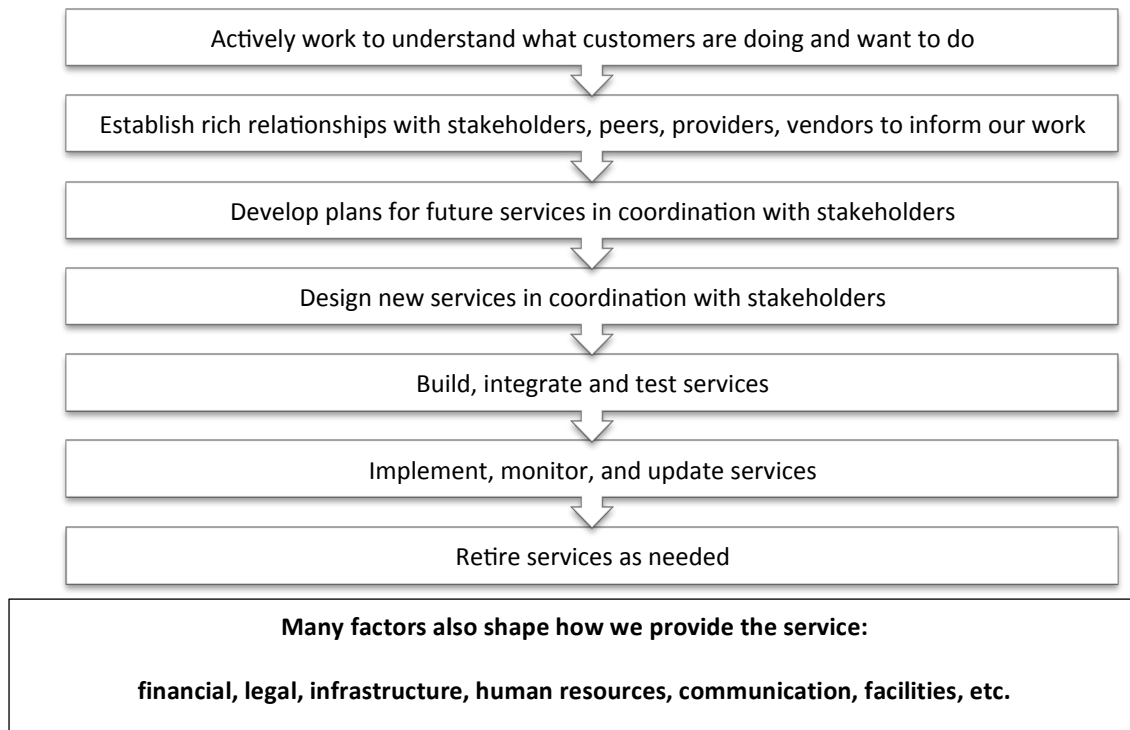 Actively work to understand what customers are doing and want to do
Establish rich relationships with stakeholders, peers, providers, vendors to inform our work
Develop plans for future services in coordination with stakeholders
Design new services in coordination with stakeholders
Build, integrate and test services
Implement, monitor, and update services
Retire services as needed
Many factors also shape how we provide the service:
financial, legal, infrastructure, human resources, communication, facilities, etc.